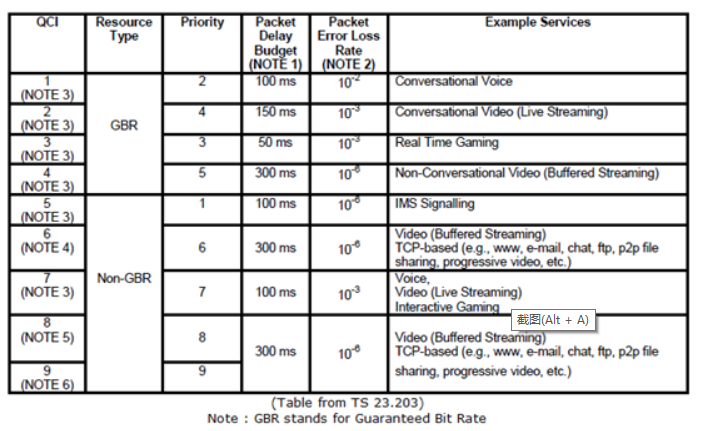 QCI Resource Type Priority Packet Delay Budget (NOTE 1) Packet Error Loss Rate (NOTE 2) Example Services
1 (NOTE 3) GBR 2 100 ms 10⁻² Conversational Voice
2 (NOTE 3) 4 150 ms 10⁻³ Conversational Video (Live Streaming)
3 (NOTE 3) 3 50 ms 10⁻³ Real Time Gaming
4 (NOTE 3) 5 300 ms 10⁻⁶ Non-Conversational Video (Buffered Streaming)
5 (NOTE 3) Non-GBR 1 100 ms 10⁻⁶ IMS Signalling
6 (NOTE 4) 6 300 ms 10⁻⁶ Video (Buffered Streaming)
TCP-based (e.g., www, e-mail, chat, ftp, p2p file
sharing, progressive video, etc.)
7 (NOTE 3) 7 100 ms 10⁻³ Voice,
Video (Live Streaming)
Interactive Gaming
截图(Alt + A)
8 (NOTE 5) 8 300 ms 10⁻⁶ Video (Buffered Streaming)
TCP-based (e.g., www, e-mail, chat, ftp, p2p file
9 (NOTE 6) 9 sharing, progressive video, etc.)
(Table from TS 23.203)
Note : GBR stands for Guaranteed Bit Rate